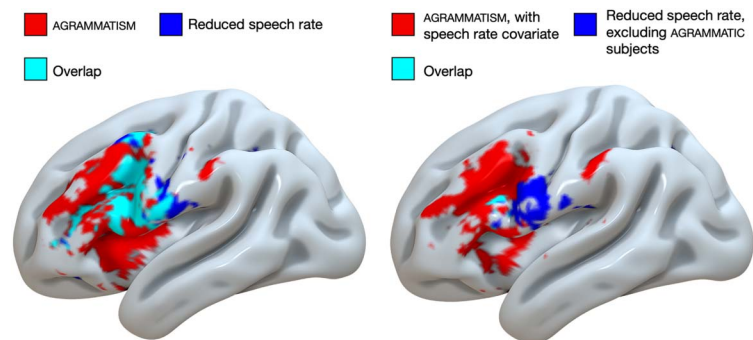 AGRAMMATISM
Reduced speech rate
Overlap
AGRAMMATISM, with
speech rate covariate
Reduced speech rate,
excluding AGRAMMATIC
subjects
Overlap